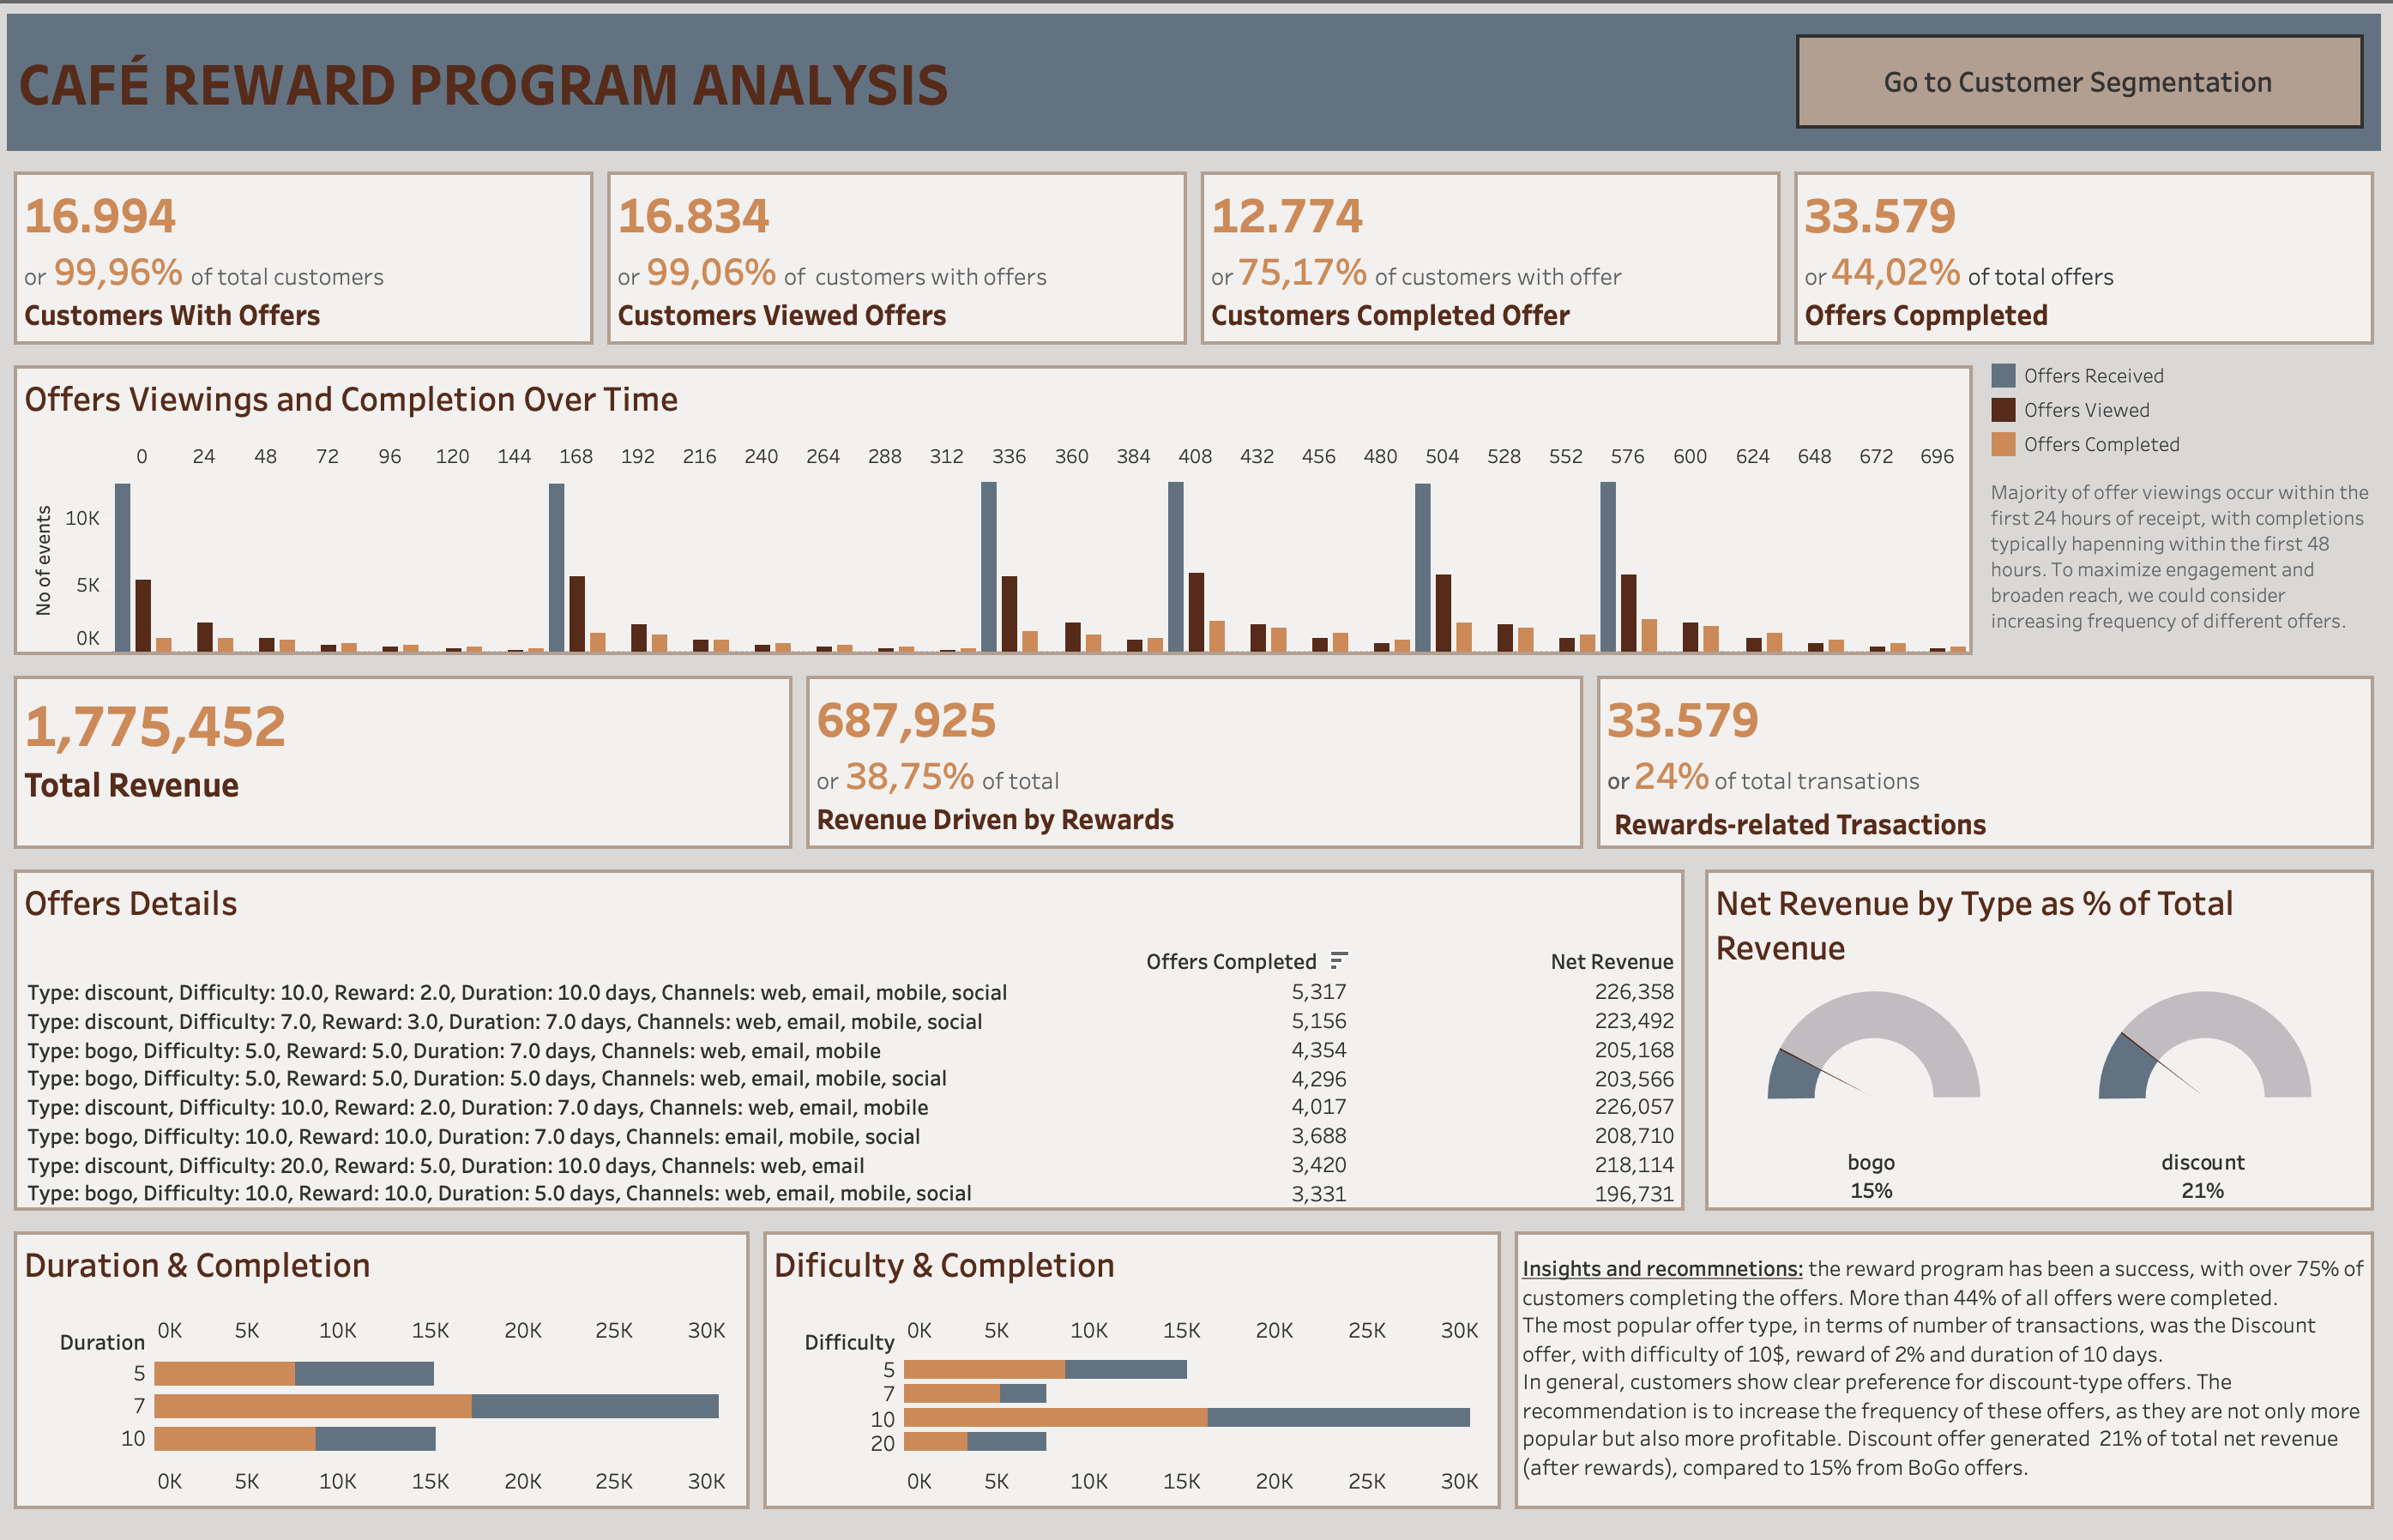 CAFÉ REWARD PROGRAM ANALYSIS
Go to Customer Segmentation
16.994
or 99,96% of total customers
Customers With Offers
16.834
or 99,06% of customers with offers
Customers Viewed Offers
12.774
or 75,17% of customers with offer
Customers Completed Offer
33.579
or 44,02% of total offers
Offers Copmpleted
Offers Viewings and Completion Over Time
0 24 48 72 96 120 144 168 192 216 240 264 288 312 336 360 384 408 432 456 480 504 528 552 576 600 624 648 672 696
No of events
10K
5K
0K
Offers Received
Offers Viewed
Offers Completed
Majority of offer viewings occur within the
first 24 hours of receipt, with completions
typically hapenning within the first 48
hours. To maximize engagement and
broaden reach, we could consider
increasing frequency of different offers.
1,775,452
Total Revenue
687,925
or 38,75% of total
Revenue Driven by Rewards
33.579
or 24% of total transations
Rewards-related Trasactions
Offers Details
Offers Completed Net Revenue
Type: discount, Difficulty: 10.0, Reward: 2.0, Duration: 10.0 days, Channels: web, email, mobile, social 5,317 226,358
Type: discount, Difficulty: 7.0, Reward: 3.0, Duration: 7.0 days, Channels: web, email, mobile, social 5,156 223,492
Type: bogo, Difficulty: 5.0, Reward: 5.0, Duration: 7.0 days, Channels: web, email, mobile 4,354 205,168
Type: bogo, Difficulty: 5.0, Reward: 5.0, Duration: 5.0 days, Channels: web, email, mobile, social 4,296 203,566
Type: discount, Difficulty: 10.0, Reward: 2.0, Duration: 7.0 days, Channels: web, email, mobile 4,017 226,057
Type: bogo, Difficulty: 10.0, Reward: 10.0, Duration: 7.0 days, Channels: email, mobile, social 3,688 208,710
Type: discount, Difficulty: 20.0, Reward: 5.0, Duration: 10.0 days, Channels: web, email 3,420 218,114
Type: bogo, Difficulty: 10.0, Reward: 10.0, Duration: 5.0 days, Channels: web, email, mobile, social 3,331 196,731
Net Revenue by Type as % of Total
Revenue
bogo
15%
discount
21%
Duration & Completion
Duration 0K 5K 10K 15K 20K 25K 30K
5
7
10
0K 5K 10K 15K 20K 25K 30K
Dificulty & Completion
Difficulty 0K 5K 10K 15K 20K 25K 30K
5
7
10
20
0K 5K 10K 15K 20K 25K 30K
Insights and recommnetions: the reward program has been a success, with over 75% of
customers completing the offers. More than 44% of all offers were completed.
The most popular offer type, in terms of number of transactions, was the Discount
offer, with difficulty of 10$, reward of 2% and duration of 10 days.
In general, customers show clear preference for discount-type offers. The
recommendation is to increase the frequency of these offers, as they are not only more
popular but also more profitable. Discount offer generated 21% of total net revenue
(after rewards), compared to 15% from BoGo offers.